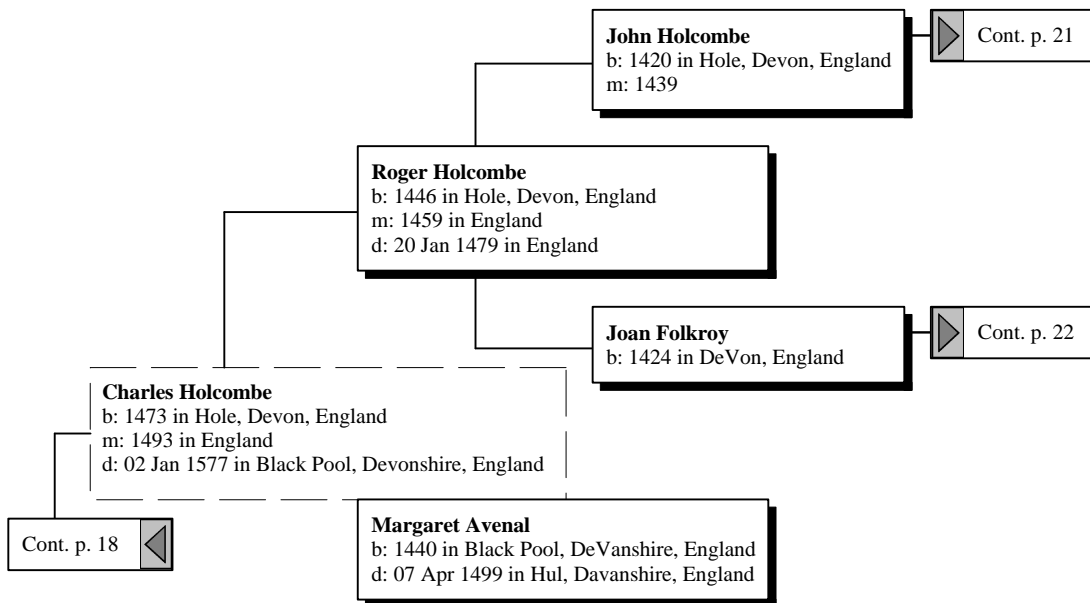 John Holcombe
b: 1420 in Hole, Devon, England
m: 1439
Cont. p. 21
Roger Holcombe
b: 1446 in Hole, Devon, England
m: 1459 in England
d: 20 Jan 1479 in England
Joan Folkroy
b: 1424 in DeVon, England
Cont. p. 22
Charles Holcombe
b: 1473 in Hole, Devon, England
m: 1493 in England
d: 02 Jan 1577 in Black Pool, Devonshire, England
Cont. p. 18
Margaret Avenal
b: 1440 in Black Pool, DeVanshire, England
d: 07 Apr 1499 in Hul, Davanshire, England